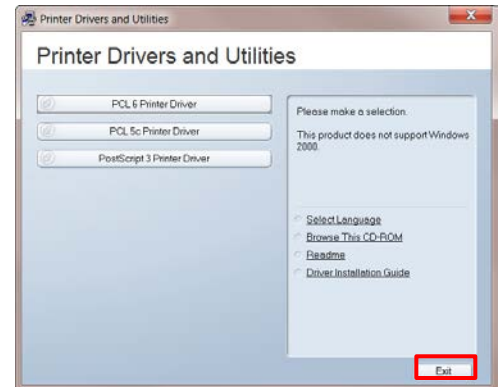 Printer Drivers and Utilities
Printer Drivers and Utilities
PCL 6 Printer Driver
PCL 5c Printer Driver
PostScript 3 Printer Driver
Please make a selection.
This product does not support Windows
2000.
Select Language
Browse This CD-ROM
Readme
Driver Installation Guide
Exit